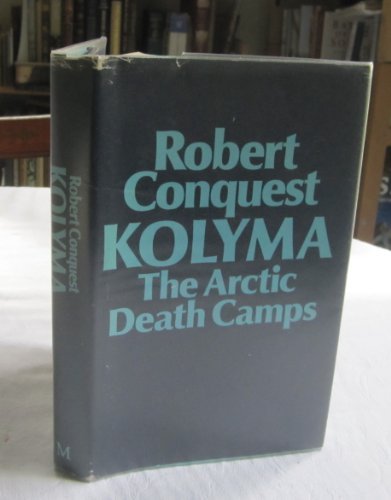 Robert
Conquest
KOLYMA
The Arctic
Death Camps
Robert Conquest
KOLYMA
M